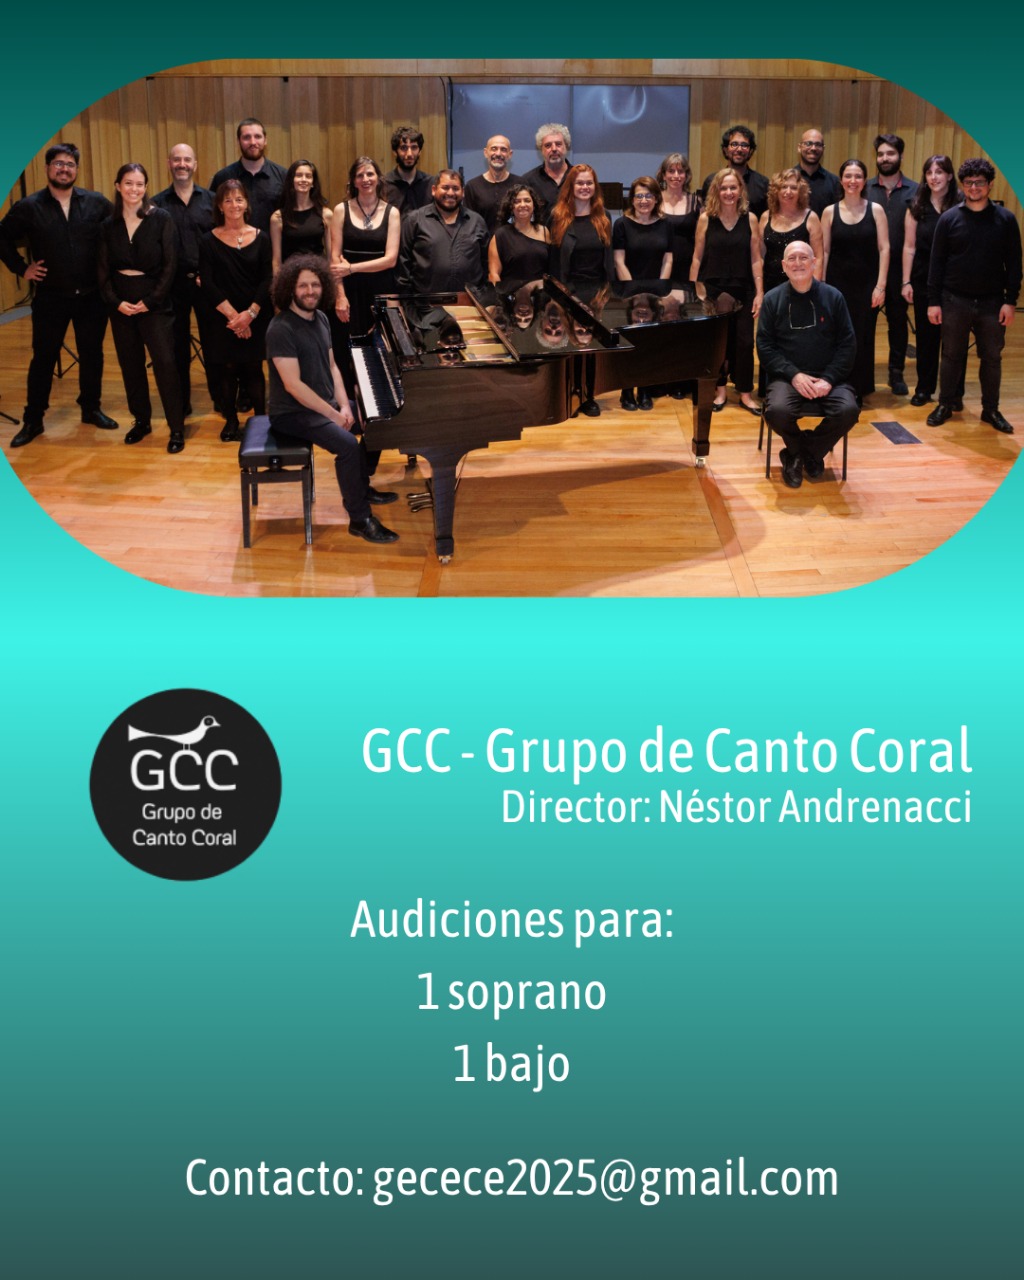 GCC
Grupo de
Canto Coral
GCC - Grupo de Canto Coral
Director: Néstor Andrenacci
Audiciones para:
1 soprano
1 bajo
Contacto: gecece2025@gmail.com